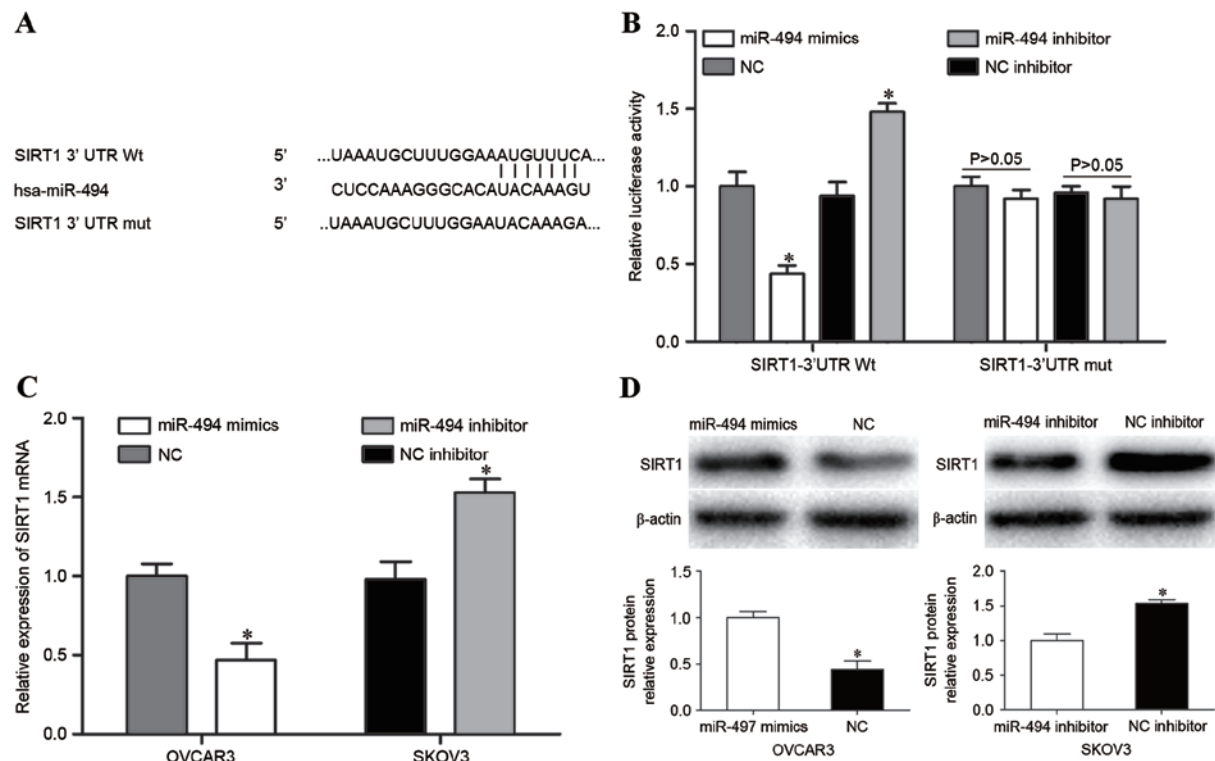 A
SIRT1 3' UTR Wt 5' ...UAAAUGCUUUGGAAAUGUUUCA...
hsa-miR-494 3' CUCCAAAGGGCACAUACAAAGU
SIRT1 3' UTR mut 5' ...UAAAUGCUUUGGAAUACAAAGA...
B
miR-494 mimics
miR-494 inhibitor
NC
NC inhibitor
Relative luciferase activity
2.0
1.5
1.0
0.5
0.0
*
*
P>0.05
P>0.05
SIRT1-3'UTR Wt
SIRT1-3'UTR mut
C
miR-494 mimics
miR-494 inhibitor
NC
NC inhibitor
Relative expression of SIRT1 mRNA
2.0
1.5
1.0
0.5
0.0
*
*
OVCAR3
SKOV3
D
miR-494 mimics NC
SIRT1
β-actin
SIRT1 protein
relative expression
1.5
1.0
0.5
0.0
*
miR-497 mimics NC
OVCAR3
miR-494 inhibitor NC inhibitor
SIRT1
β-actin
SIRT1 protein
relative expression
2.0
1.5
1.0
0.5
0.0
*
miR-494 inhibitor NC inhibitor
SKOV3